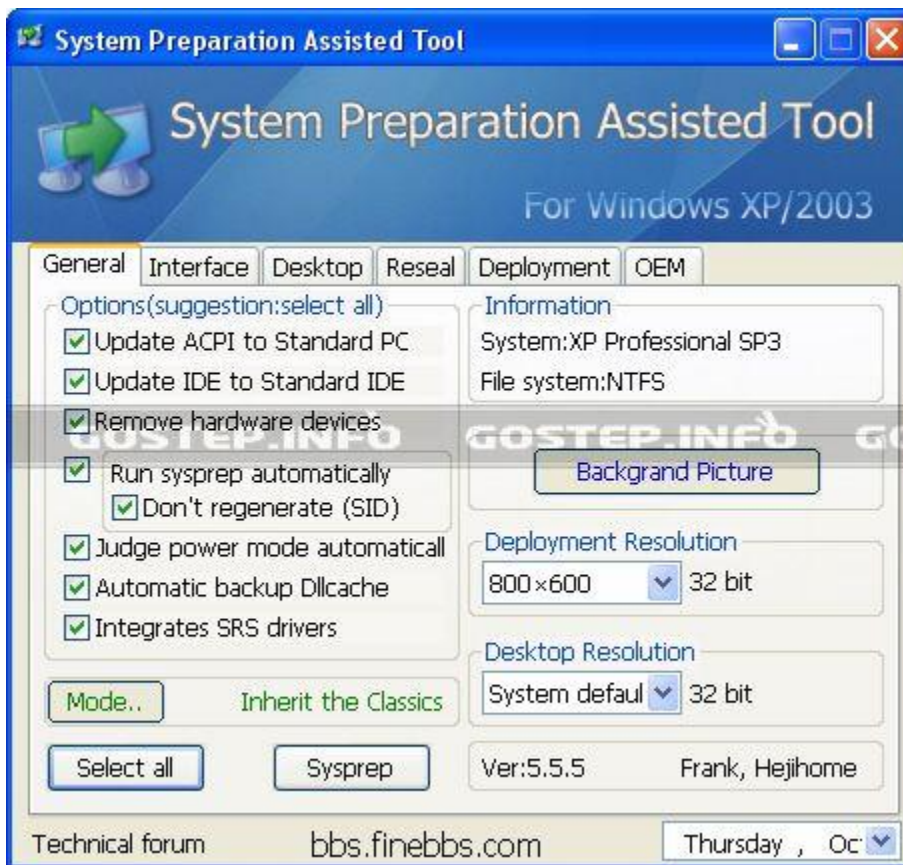 System Preparation Assisted Tool
System Preparation Assisted Tool
For Windows XP/2003
General Interface Desktop Reseal Deployment OEM
Options(suggestion:select all)
Update ACPI to Standard PC
Update IDE to Standard IDE
Remove hardware devices
Run sysprep automatically
Don't regenerate (SID)
Judge power mode automaticall
Automatic backup Dllcache
Integrates SRS drivers
Mode..
Inherit the Classics
Select all
Sysprep
Information
System:XP Professional SP3
File system:NTFS
GOSTEP.INFO GOSTEP.INFO GO
Backgrand Picture
Deployment Resolution
800×600 32 bit
Desktop Resolution
System defaul 32 bit
Ver:5.5.5 Frank, Hejihome
Technical forum bbs.finebbs.com Thursday , Oc